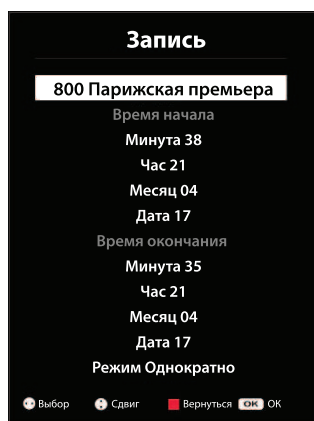 Запись
800 Парижская премьера
Время начала
Минута 38
Час 21
Месяц 04
Дата 17
Время окончания
Минута 35
Час 21
Месяц 04
Дата 17
Режим Однократно
Выбор Сдвиг Вернуться OK OK